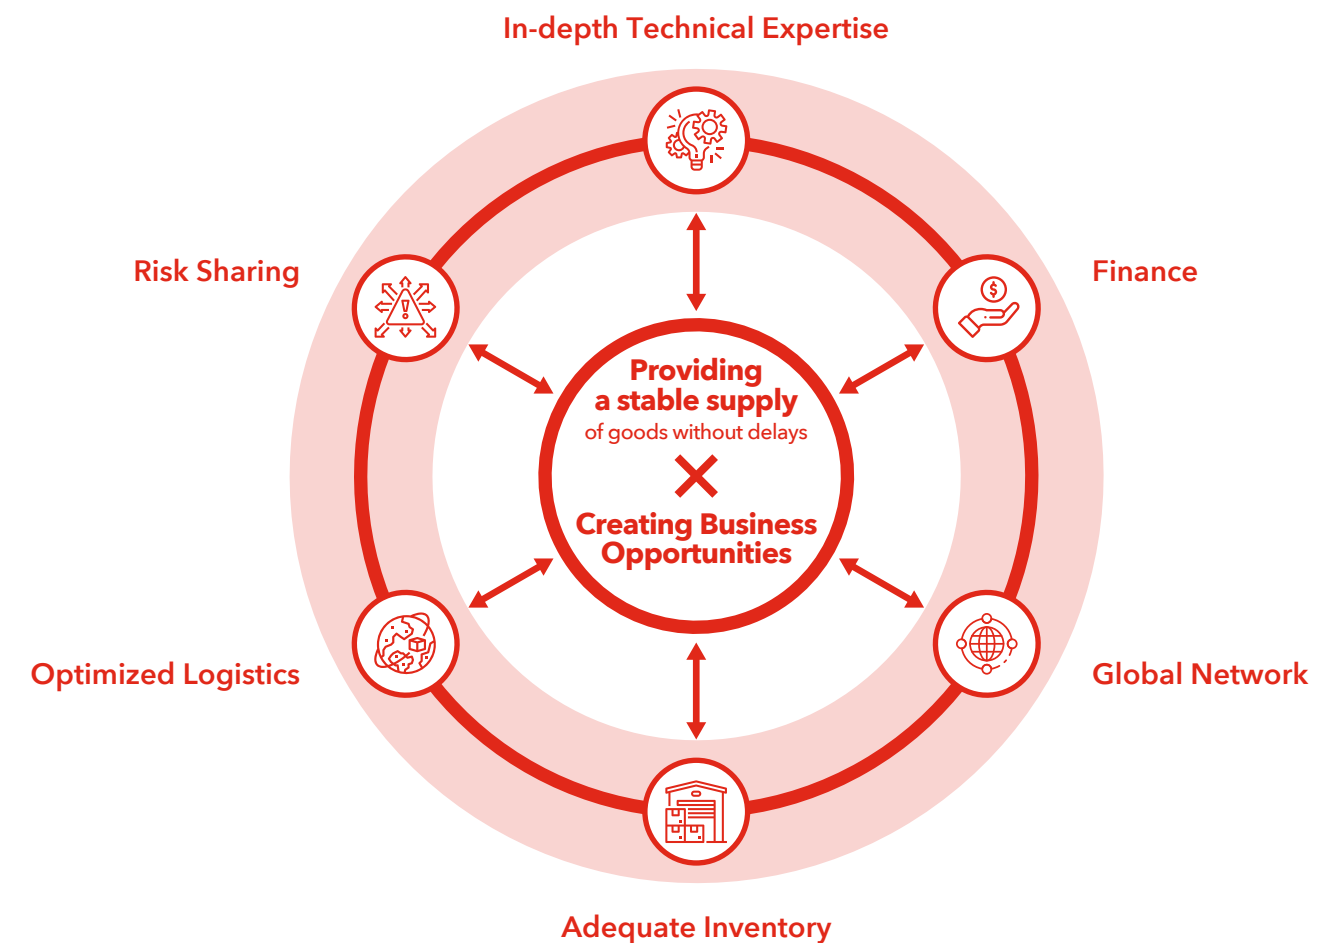 In-depth Technical Expertise
Risk Sharing
Finance
$
Providing
a stable supply
of goods without delays
×
Creating Business
Opportunities
Optimized Logistics
Global Network
Adequate Inventory